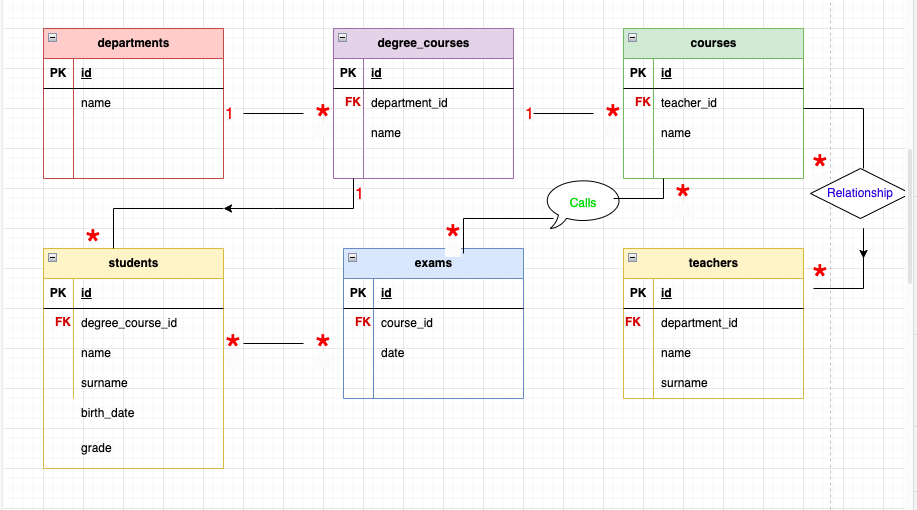 departments
PK id
name
degree_courses
PK id
FK department_id
name
courses
PK id
FK teacher_id
name
1
*
1
*
*
Relationship
*
1
*
Calls
*
*
students
PK id
FK degree_course_id
name
surname
birth_date
grade
*
*
exams
PK id
FK course_id
date
teachers
PK id
FK department_id
name
surname